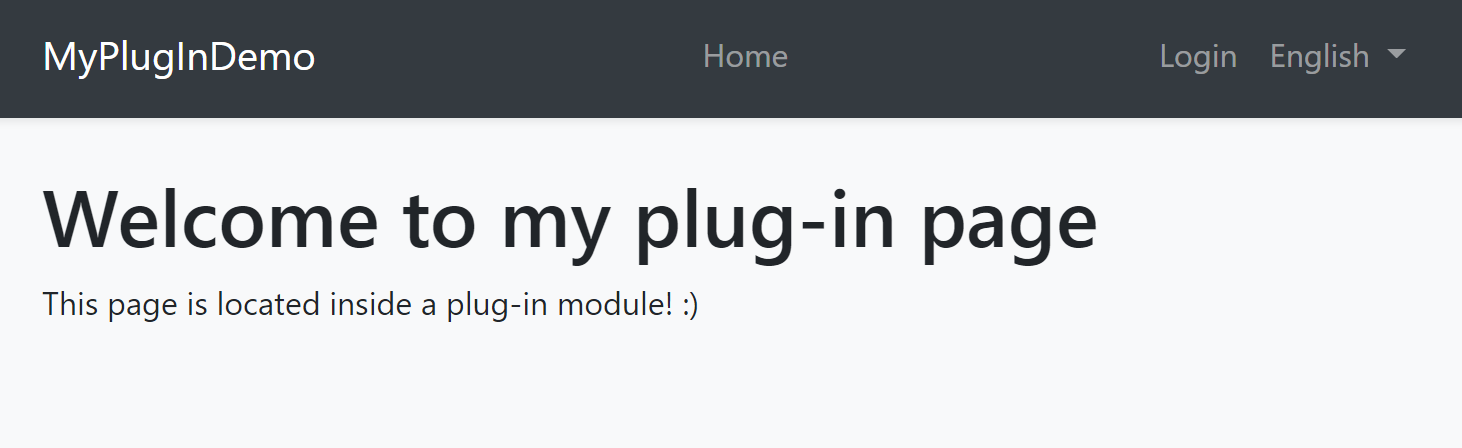 MyPlugInDemo Home Login English
Welcome to my plug-in page
This page is located inside a plug-in module! :)